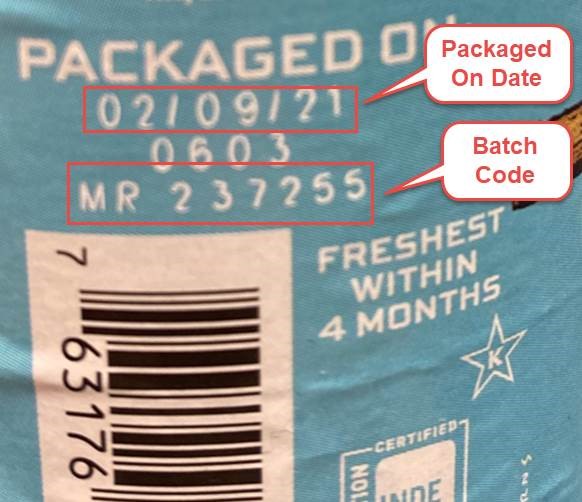 PACKAGED ON:
Packaged
On Date
02/09/21
0603
MR 237255
Batch
Code
FRESHEST
WITHIN
4 MONTHS
K
7
63176
CERTIFIED